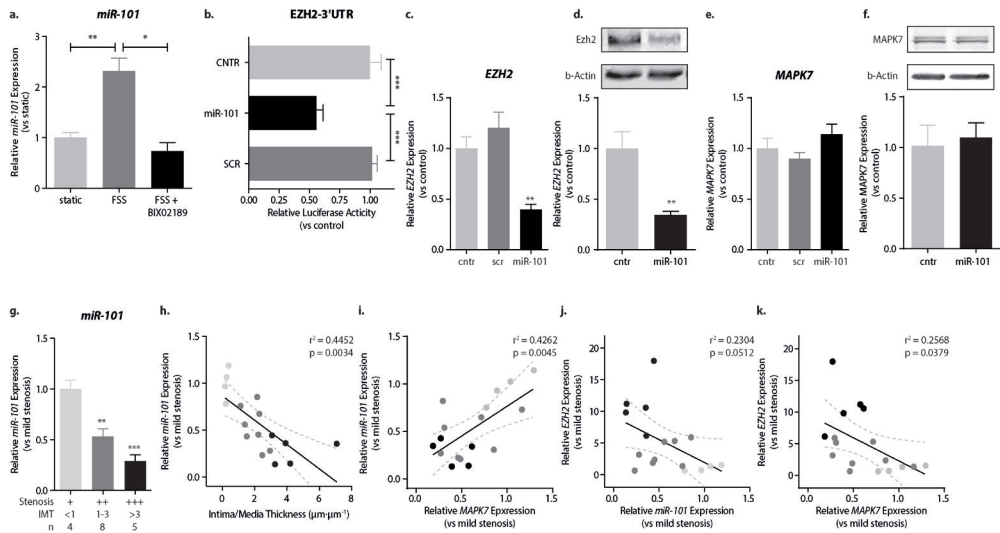 a.
miR-101
Relative miR-101 Expression
(vs static)
3
2
1
0
**
*
static
FSS
FSS +
BIX02189
b.
EZH2-3'UTR
CNTR
miR-101
SCR
***
***
0.00 0.25 0.50 0.75 1.00
Relative Luciferase Acticity
(vs control
c.
EZH2
Relative EZH2 Expression
(vs control)
1.5
1.0
0.5
0.0
**
cntr scr miR-101
d.
Ezh2
b-Actin
Relative EZH2 Expression
(vs control)
1.5
1.0
0.5
0.0
**
cntr miR-101
e.
MAPK7
Relative MAPK7 Expression
(vs control)
1.5
1.0
0.5
0.0
cntr scr miR-101
f.
MAPK7
b-Actin
Relative MAPK7 Expression
(vs control)
1.5
1.0
0.5
0.0
cntr miR-101
g.
miR-101
Relative miR-101 Expression
(vs mild stenosis)
1.5
1.0
0.5
0.0
**
***
Stenosis + ++ +++
IMT <1 1-3 >3
n 4 8 5
h.
r² = 0.4452
p = 0.0034
Relative miR-101 Expression
(vs mild stenosis)
1.5
1.0
0.5
0.0
0 2 4 6 8
Intima/Media Thickness (μm·μm⁻¹)
i.
r² = 0.4262
p = 0.0045
Relative miR-101 Expression
(vs mild stenosis)
1.5
1.0
0.5
0.0
0.0 0.5 1.0 1.5
Relative MAPK7 Epxression
(vs mild stenosis)
j.
r² = 0.2304
p = 0.0512
Relative EZH2 Expression
(vs mild stenosis)
20
15
10
5
0
0.0 0.5 1.0 1.5
Relative miR-101 Expression
(vs mild stenosis)
k.
r² = 0.2568
p = 0.0379
Relative EZH2 Expression
(vs mild stenosis)
20
15
10
5
0
0.0 0.5 1.0 1.5
Relative MAPK7 Epxression
(vs mild stenosis)